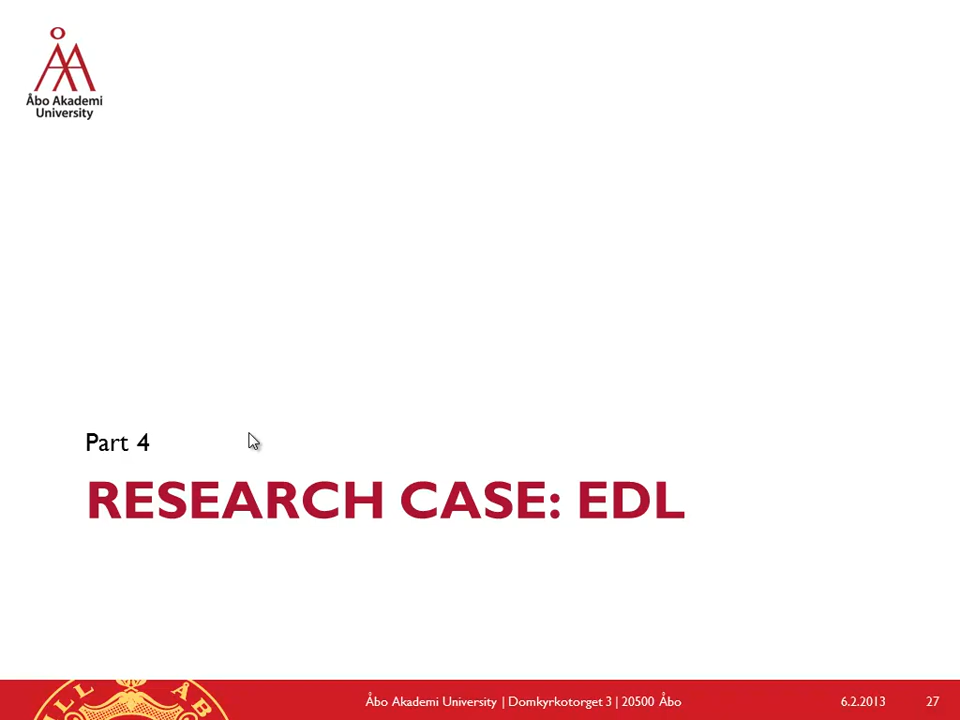 Åbo Akademi
University
Part 4
RESEARCH CASE: EDL
Åbo Akademi University | Domkyrkotorget 3 | 20500 Åbo
6.2.2013
27